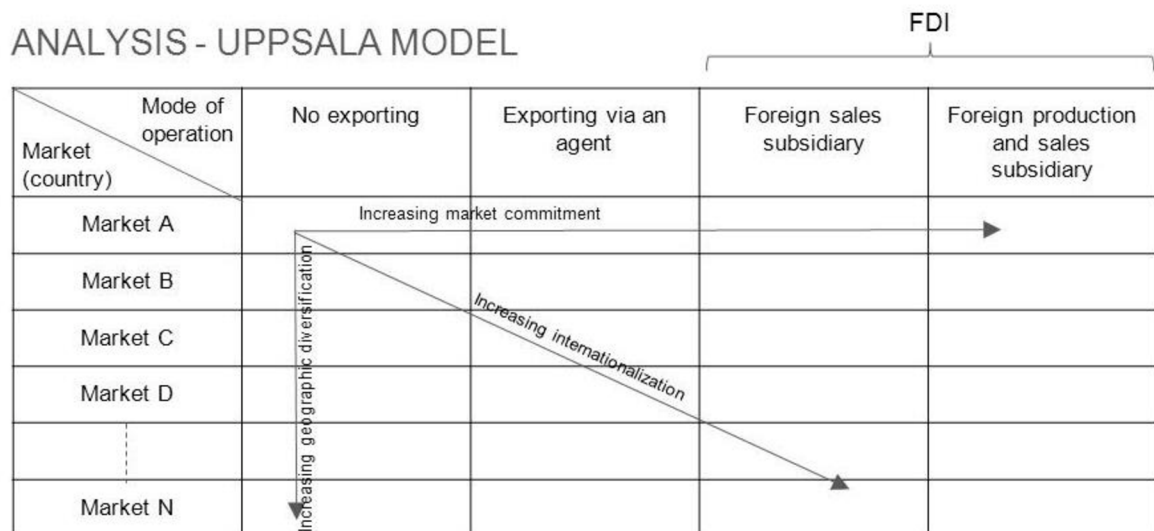 FDI
ANALYSIS - UPPSALA MODEL
Mode of
operation
Market
(country)
No exporting
Exporting via an
agent
Foreign sales
subsidiary
Foreign production
and sales
subsidiary
Market A
Increasing market commitment
Market B
Market C
Market D
Market N
Increasing geographic diversification
Increasing internationalization